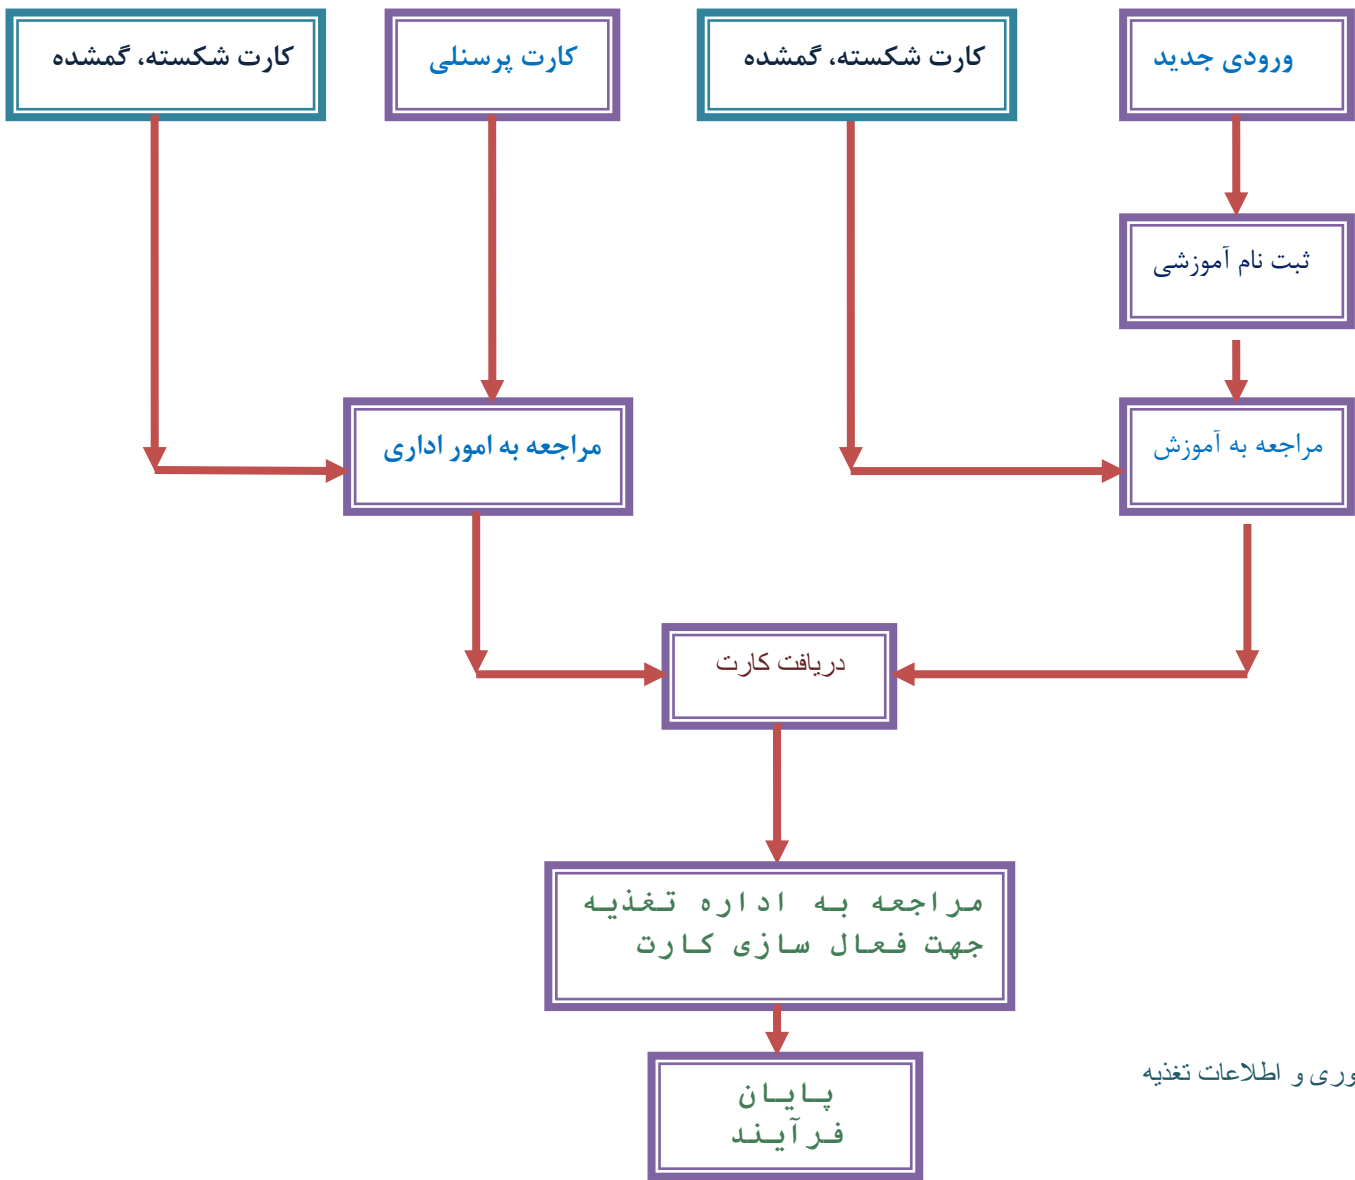 ورودی جدید
کارت شکسته، گمشده
کارت پرسنلی
کارت شکسته، گمشده
ثبت نام آموزشی
مراجعه به آموزش
مراجعه به امور اداری
دریافت کارت
مراجعه به اداره تغذیه
جهت فعال سازی کارت
و اطلاعات تغذیه
پایان
فرآیند